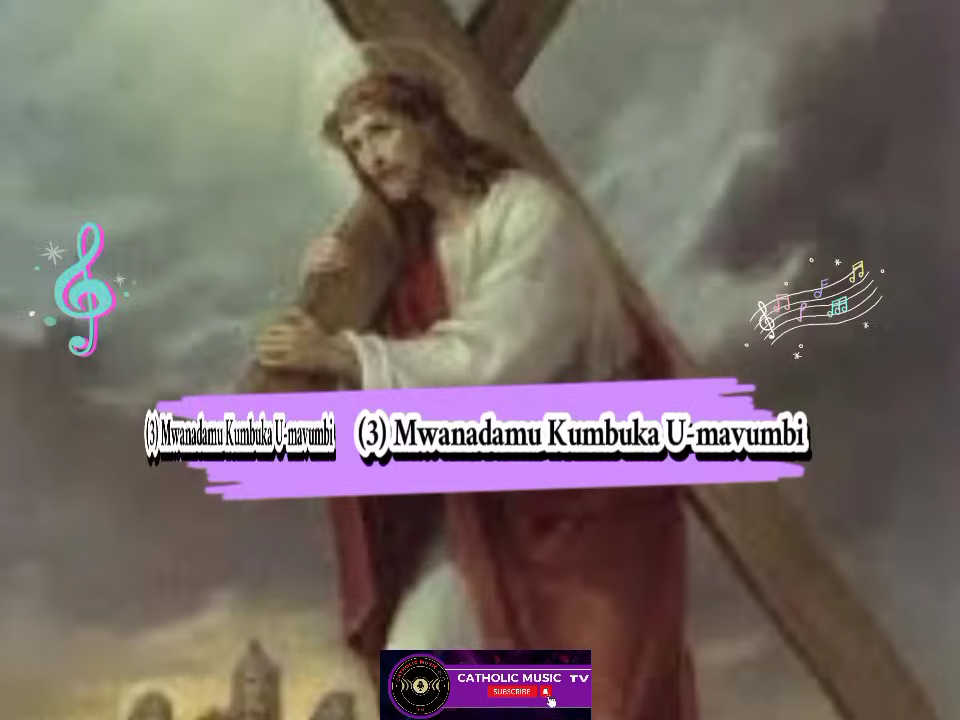 (3) Mwanadamu Kumbuka U-mavumbi (3) Mwanadamu Kumbuka U-mavumbi
CATHOLIC MUSIC TV
SUBSCRIBE